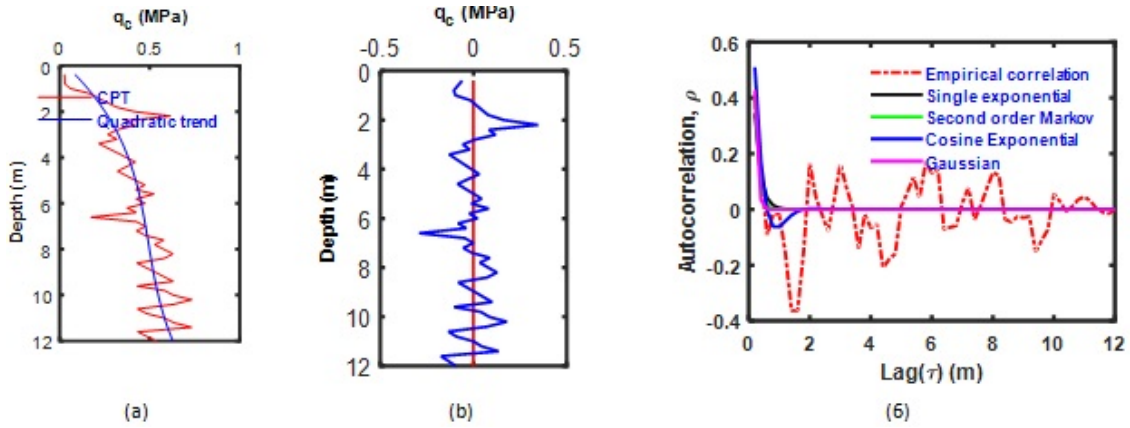 q_c (MPa)
0 0.5 1
0
2
4
6
8
10
12
Depth (m)
CPT
Quadratic trend
(a)
q_c (MPa)
-0.5 0 0.5
0
2
4
6
8
10
12
Depth (m)
(b)
0.6
0.4
0.2
0
-0.2
-0.4
Autocorrelation, ρ
Empirical correlation
Single exponential
Second order Markov
Cosine Exponential
Gaussian
0 2 4 6 8 10 12
Lag(τ) (m)
(6)